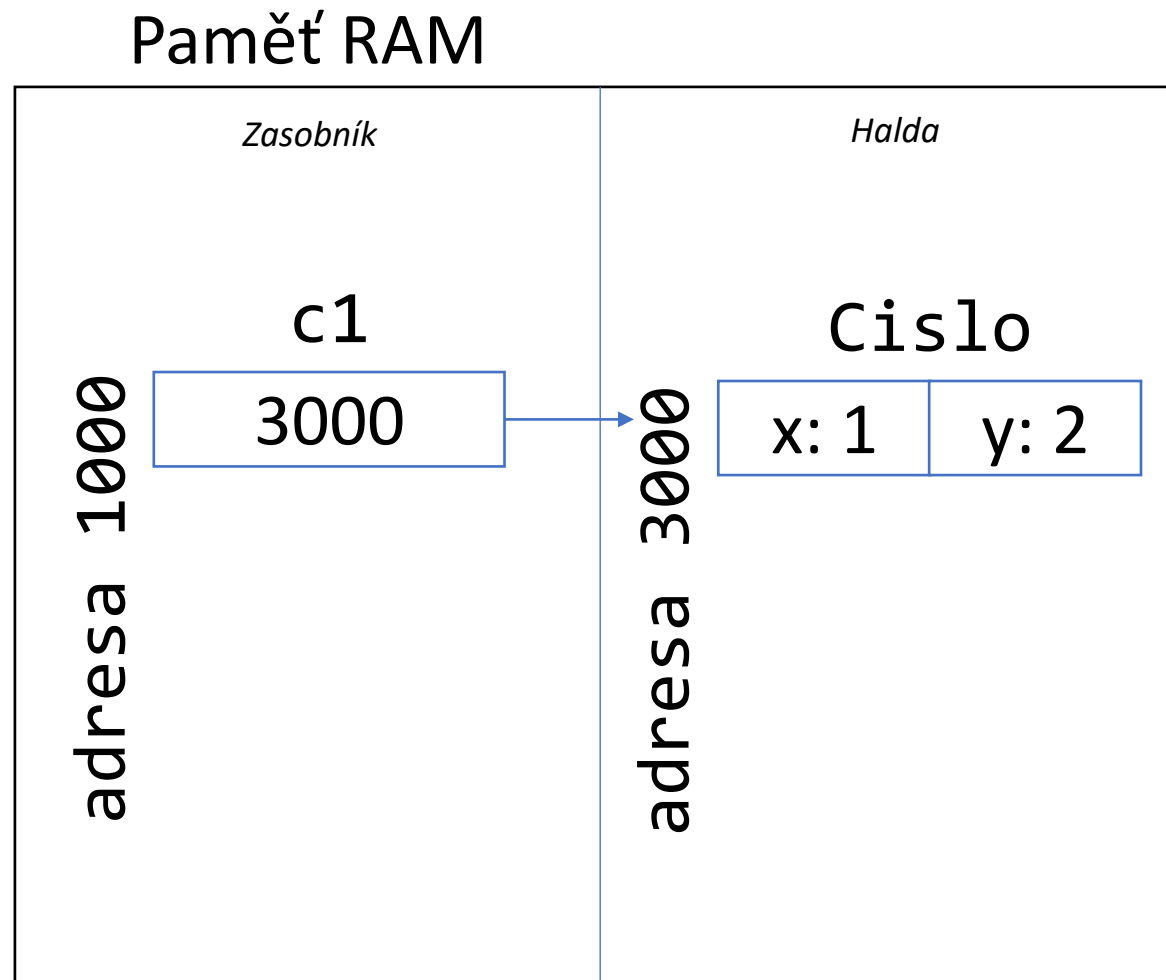 Paměť RAM
Zasobník
Halda
c1
Cislo
adresa 1000
3000
adresa 3000
x: 1
y: 2